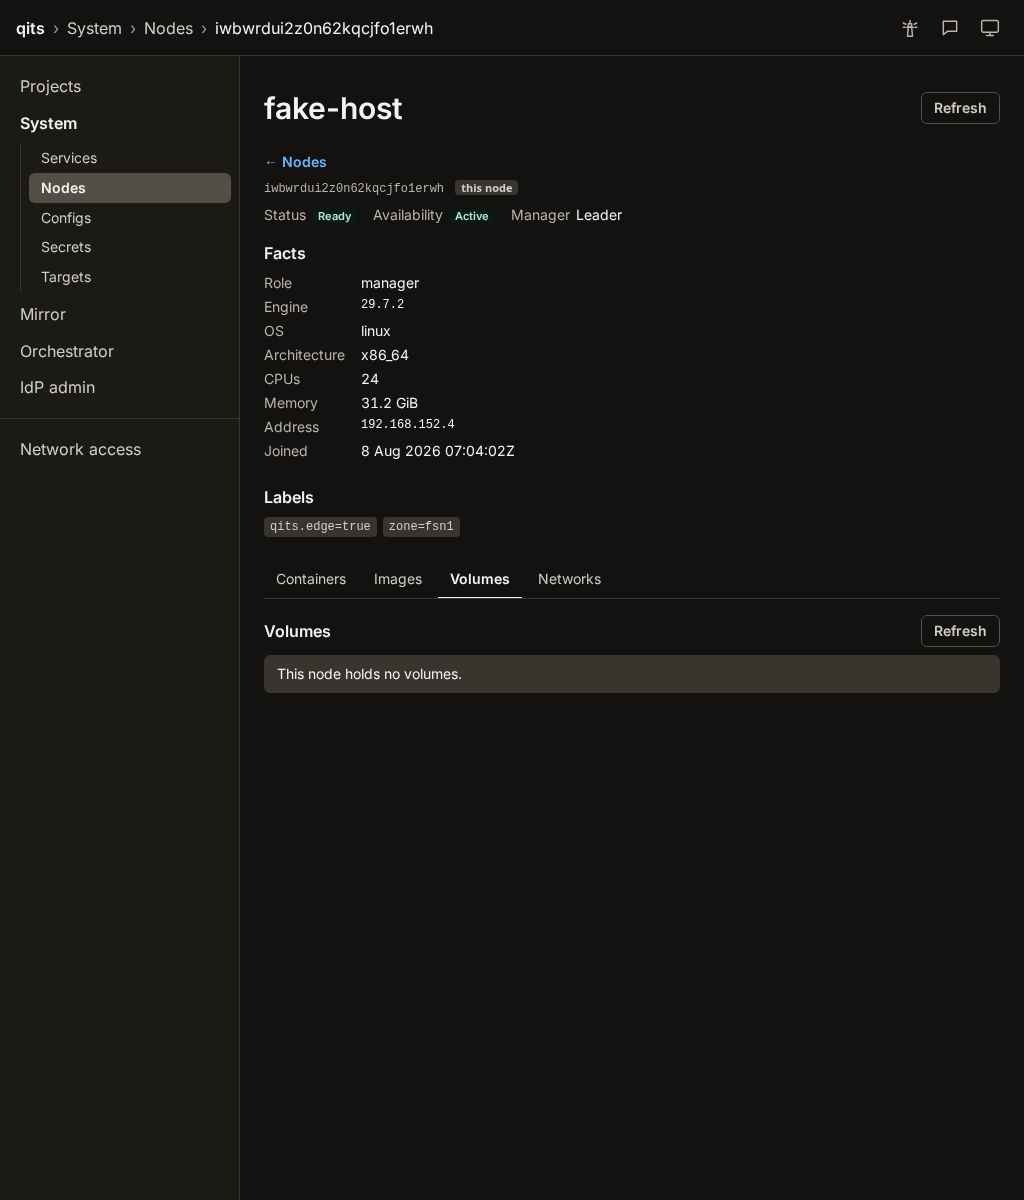 qits › System › Nodes › iwbwrdui2z0n62kqcjfo1erwh
Projects
System
Services
Nodes
Configs
Secrets
Targets
Mirror
Orchestrator
IdP admin
Network access
fake-host
Refresh
← Nodes
iwbwrdui2z0n62kqcjfo1erwh this node
Status Ready Availability Active Manager Leader
Facts
Role manager
Engine 29.7.2
OS linux
Architecture x86_64
CPUs 24
Memory 31.2 GiB
Address 192.168.152.4
Joined 8 Aug 2026 07:04:02Z
Labels
qits.edge=true zone=fsn1
Containers Images Volumes Networks
Volumes
Refresh
This node holds no volumes.